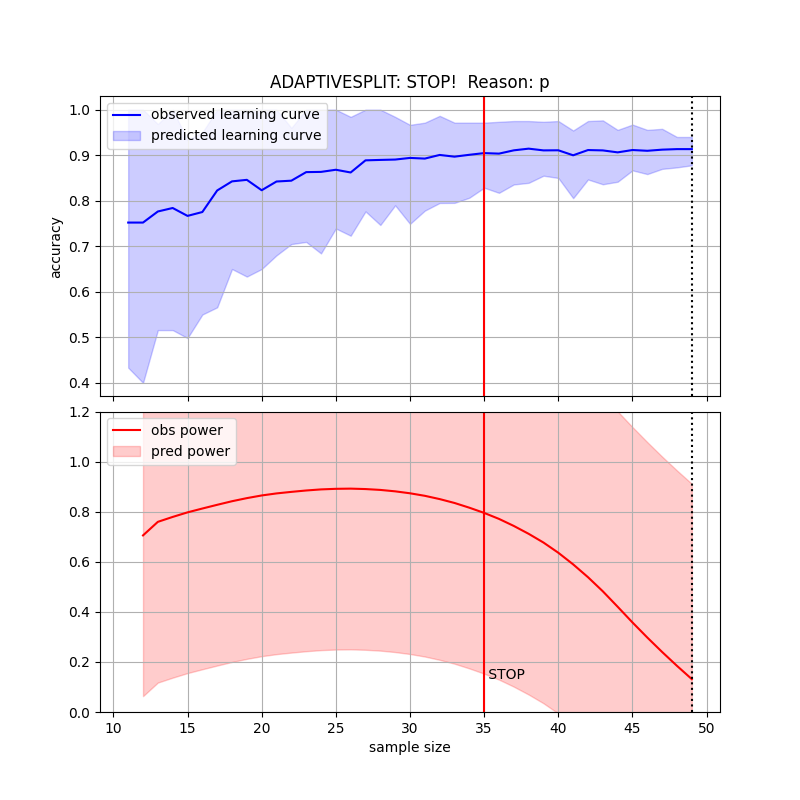 ADAPTIVESPLIT: STOP!  Reason: p
observed learning curve
predicted learning curve
1.0
0.9
0.8
0.7
0.6
0.5
0.4
accuracy
obs power
pred power
1.2
1.0
0.8
0.6
0.4
0.2
0.0
STOP
10 15 20 25 30 35 40 45 50
sample size